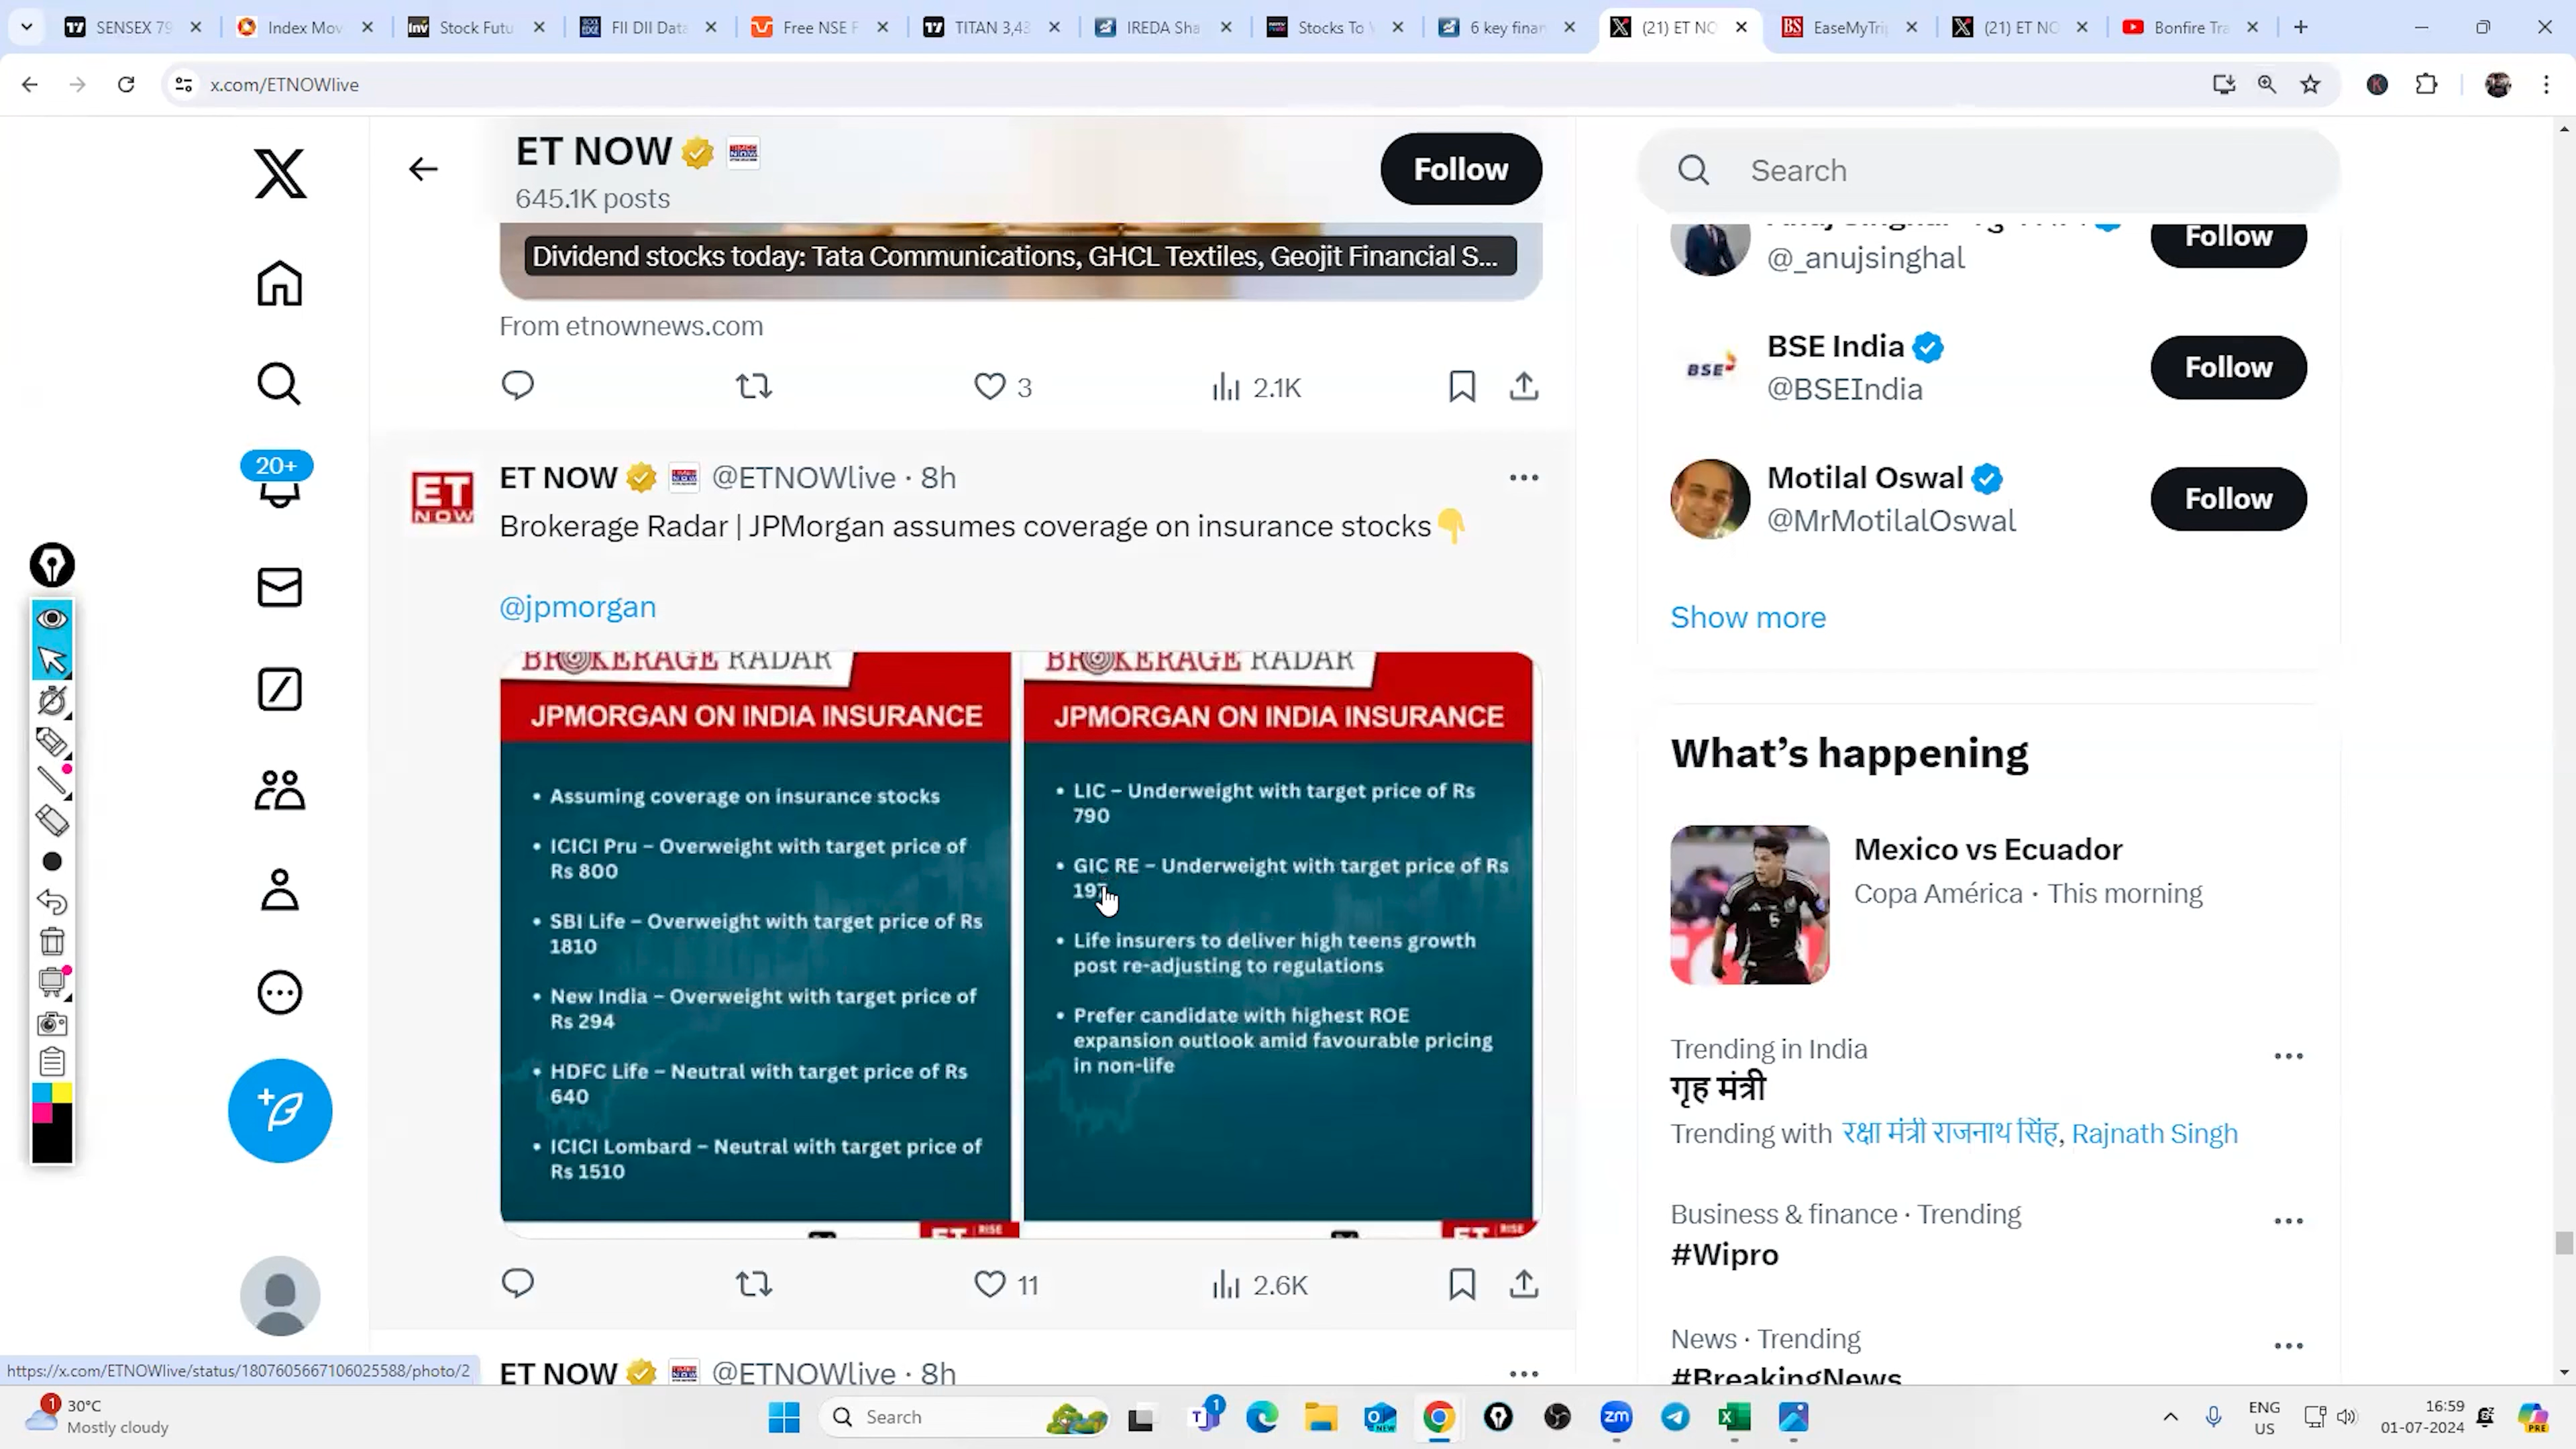 SENSEX 79
Index Mov
Stock Futu
FII DII Data
Free NSE F
TITAN 3,43
IREDA Sha
Stocks To
6 key finan
(21) ET NO
EaseMyTri
(21) ET NO
Bonfire Tra
x.com/ETNOWlive
ET NOW
645.1K posts
Follow
Search
Dividend stocks today: Tata Communications, GHCL Textiles, Geojit Financial S...
From etnownews.com
3
2.1K
20+
ET NOW @ETNOWlive · 8h
Brokerage Radar | JPMorgan assumes coverage on insurance stocks
@jpmorgan
BROKERAGE RADAR
JPMORGAN ON INDIA INSURANCE
• Assuming coverage on insurance stocks
• ICICI Pru – Overweight with target price of
Rs 800
• SBI Life – Overweight with target price of Rs
1810
• New India – Overweight with target price of
Rs 294
• HDFC Life – Neutral with target price of Rs
640
• ICICI Lombard – Neutral with target price of
Rs 1510
BROKERAGE RADAR
JPMORGAN ON INDIA INSURANCE
• LIC – Underweight with target price of Rs
790
• GIC RE – Underweight with target price of Rs
• Life insurers to deliver high teens growth
post re-adjusting to regulations
• Prefer candidate with highest ROE
expansion outlook amid favourable pricing
in non-life
11
2.6K
ET NOW @ETNOWlive · 8h
@_anujsinghal
Follow
BSE India
@BSEIndia
Follow
Motilal Oswal
@MrMotilalOswal
Follow
Show more
What's happening
Mexico vs Ecuador
Copa América · This morning
Trending in India
गृह मंत्री
Trending with रक्षा मंत्री राजनाथ सिंह, Rajnath Singh
Business & finance · Trending
#Wipro
News · Trending
#BreakingNews
https://x.com/ETNOWlive/status/1807605667106025588/photo/2
1
30°C
Mostly cloudy
Search
1
ENG
US
16:59
01-07-2024